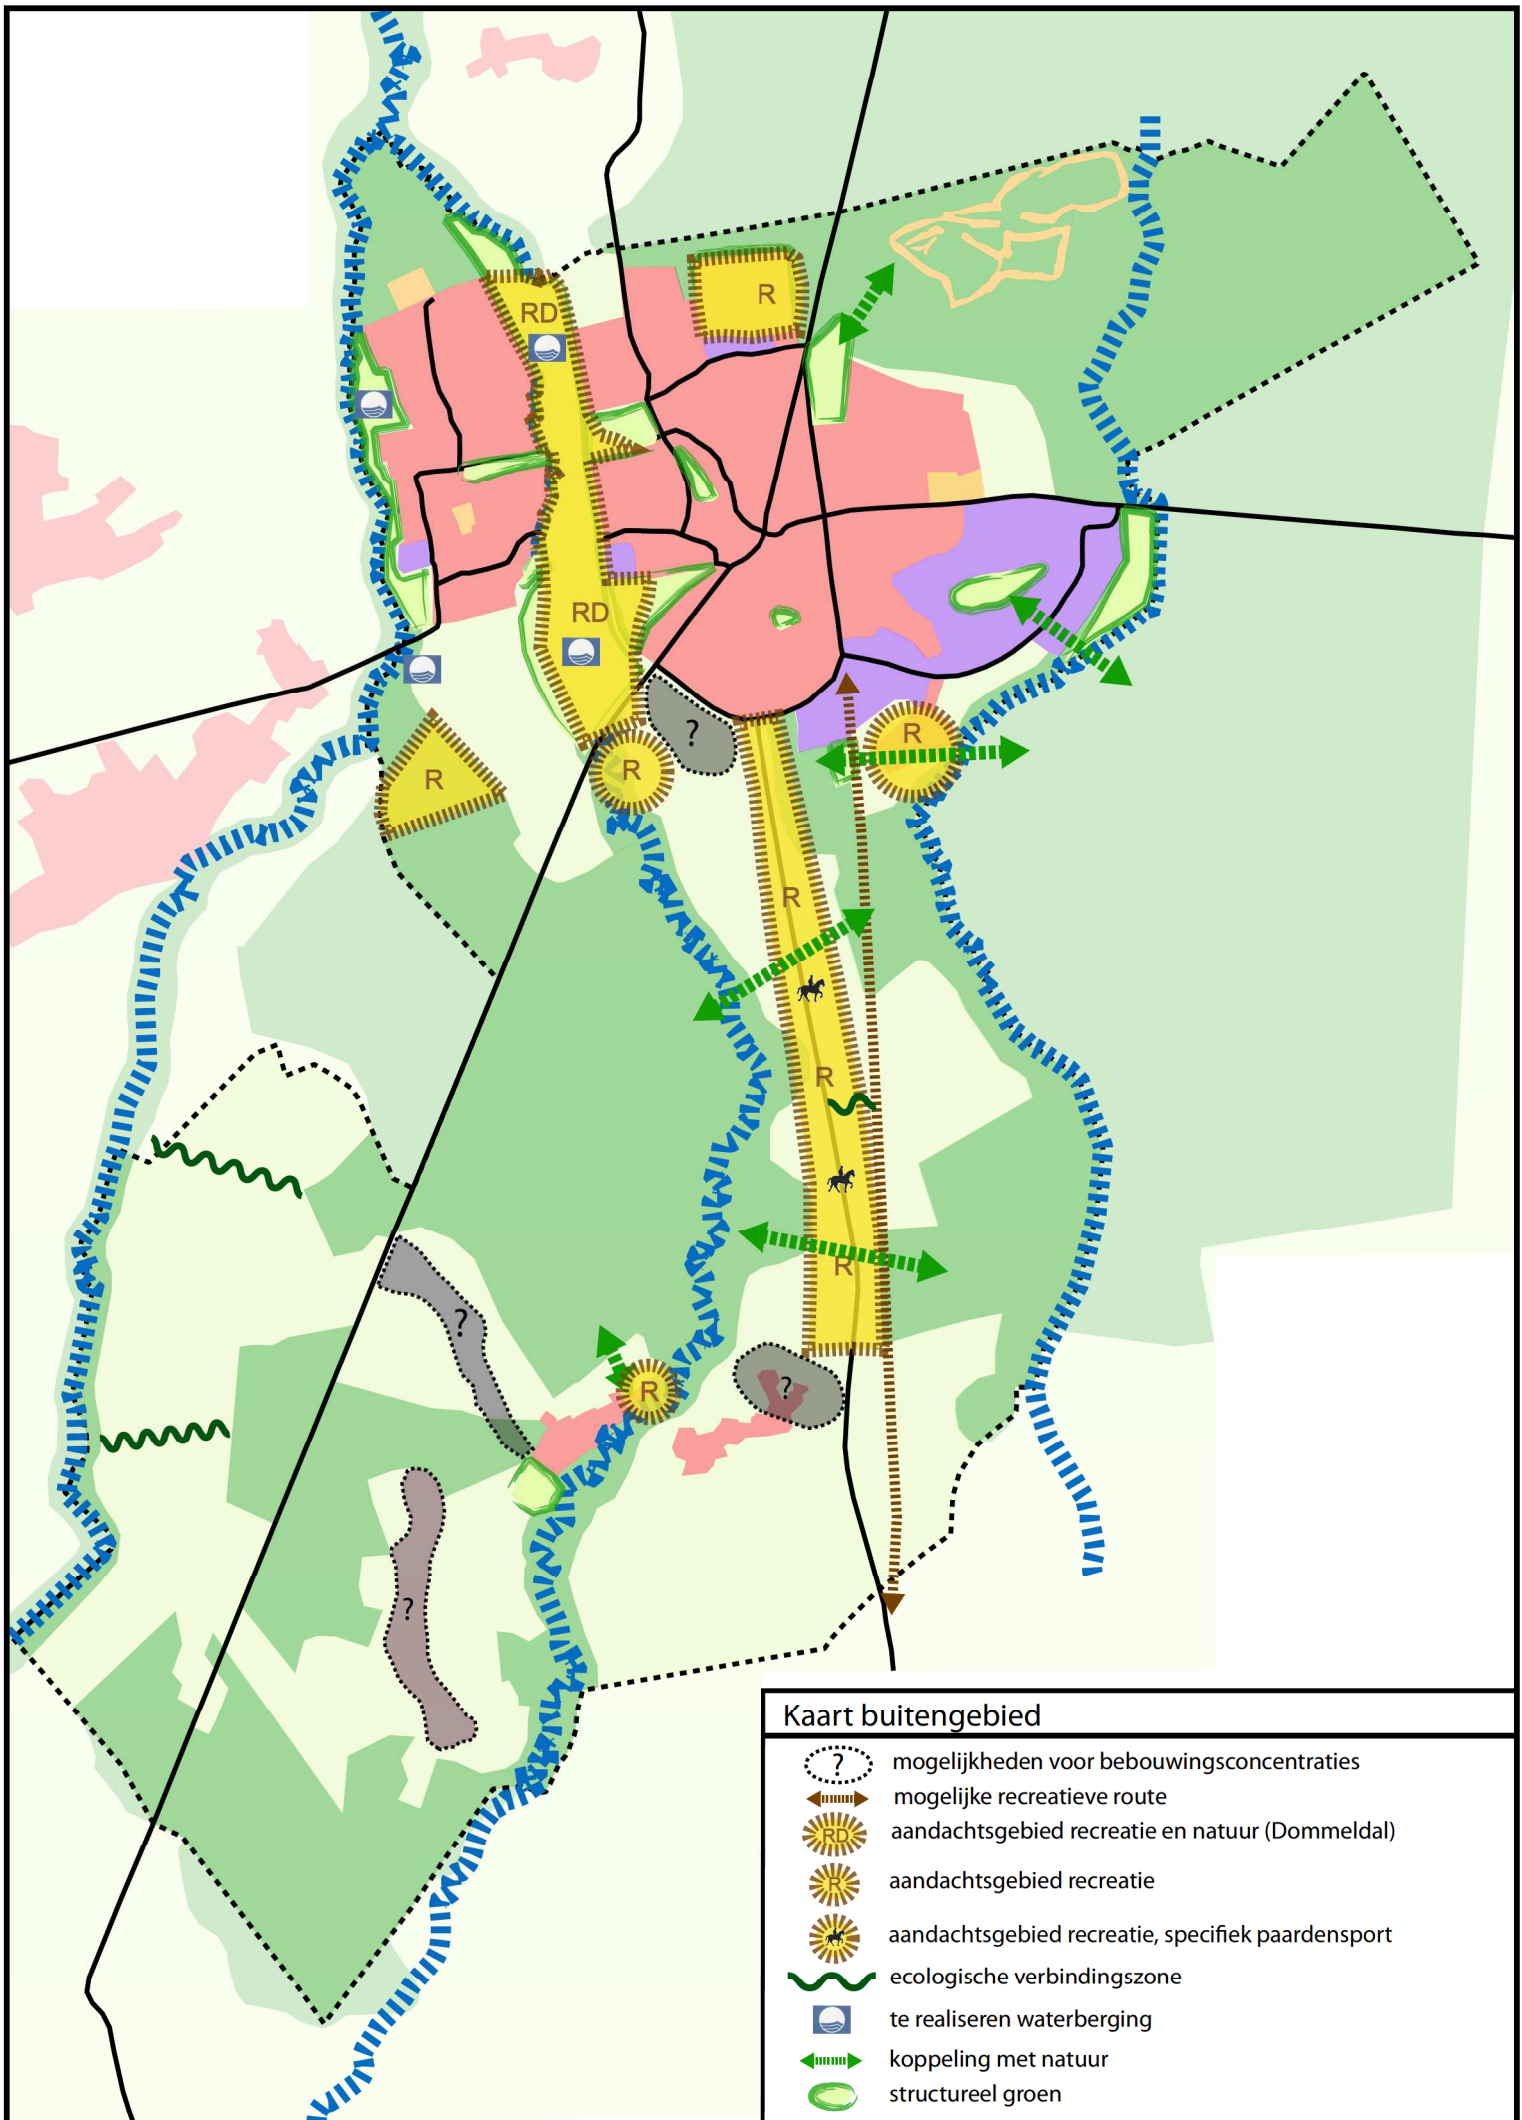 RD
R
RD
?
R
R
R
R
R
R
?
?
R
?
?
Kaart buitengebied
? mogelijkheden voor bebouwingsconcentraties
mogelijke recreatieve route
RD aandachtsgebied recreatie en natuur (Dommeldal)
R aandachtsgebied recreatie
aandachtsgebied recreatie, specifiek paardensport
ecologische verbindingszone
te realiseren waterberging
koppeling met natuur
structureel groen